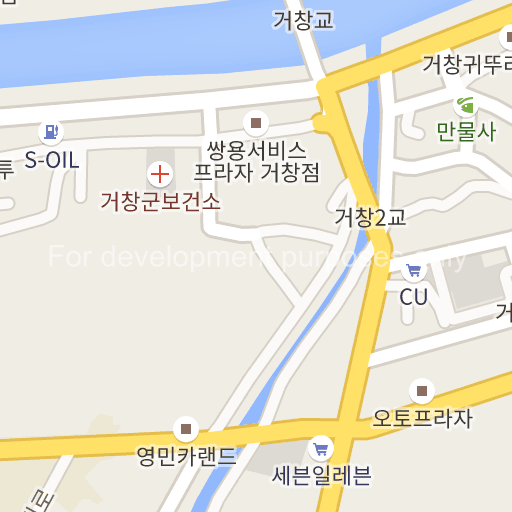 거창교
거창귀뚜라
만물사
S-OIL
쌍용서비스
프라자 거창점
투
거창군보건소
거창2교
For development purposes only
CU
거
오토프라자
영민카랜드
세븐일레븐